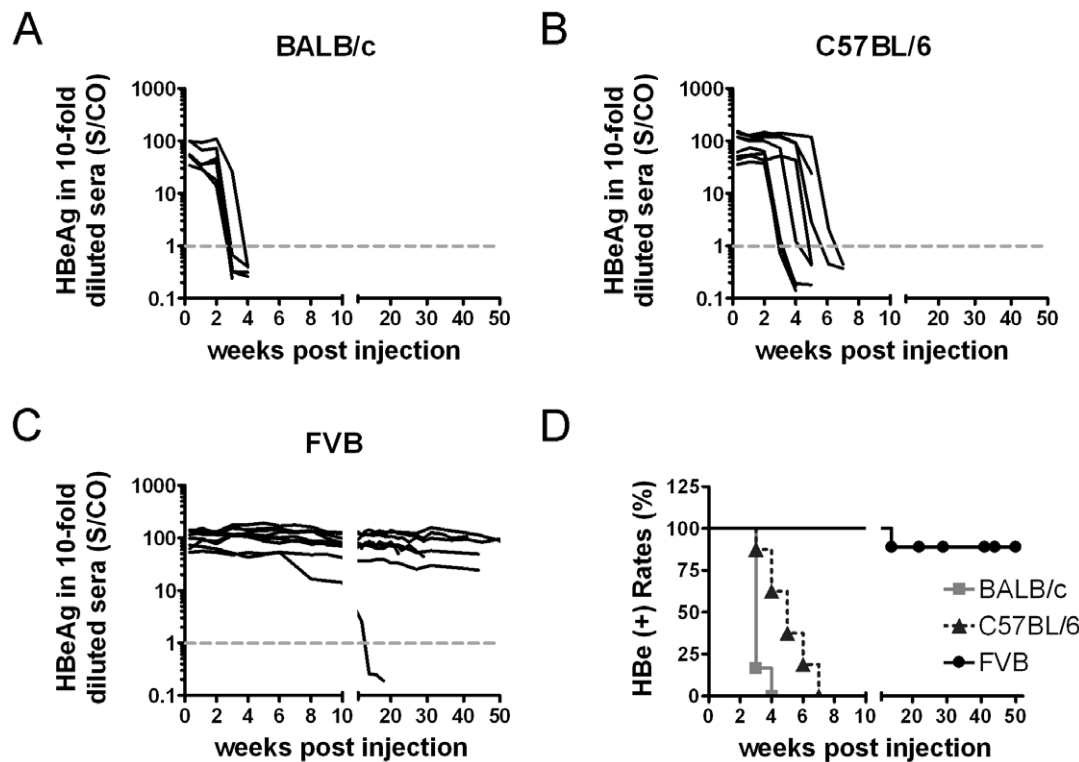 A
BALB/c
HBeAg in 10-fold
diluted sera (S/CO)
1000
100
10
1
0.1
0 2 4 6 8 10 20 30 40 50
weeks post injection
B
C57BL/6
HBeAg in 10-fold
diluted sera (S/CO)
1000
100
10
1
0.1
0 2 4 6 8 10 20 30 40 50
weeks post injection
C
FVB
HBeAg in 10-fold
diluted sera (S/CO)
1000
100
10
1
0.1
0 2 4 6 8 10 20 30 40 50
weeks post injection
D
HBe (+) Rates (%)
125
100
75
50
25
0
BALB/c
C57BL/6
FVB
0 2 4 6 8 10 20 30 40 50
weeks post injection